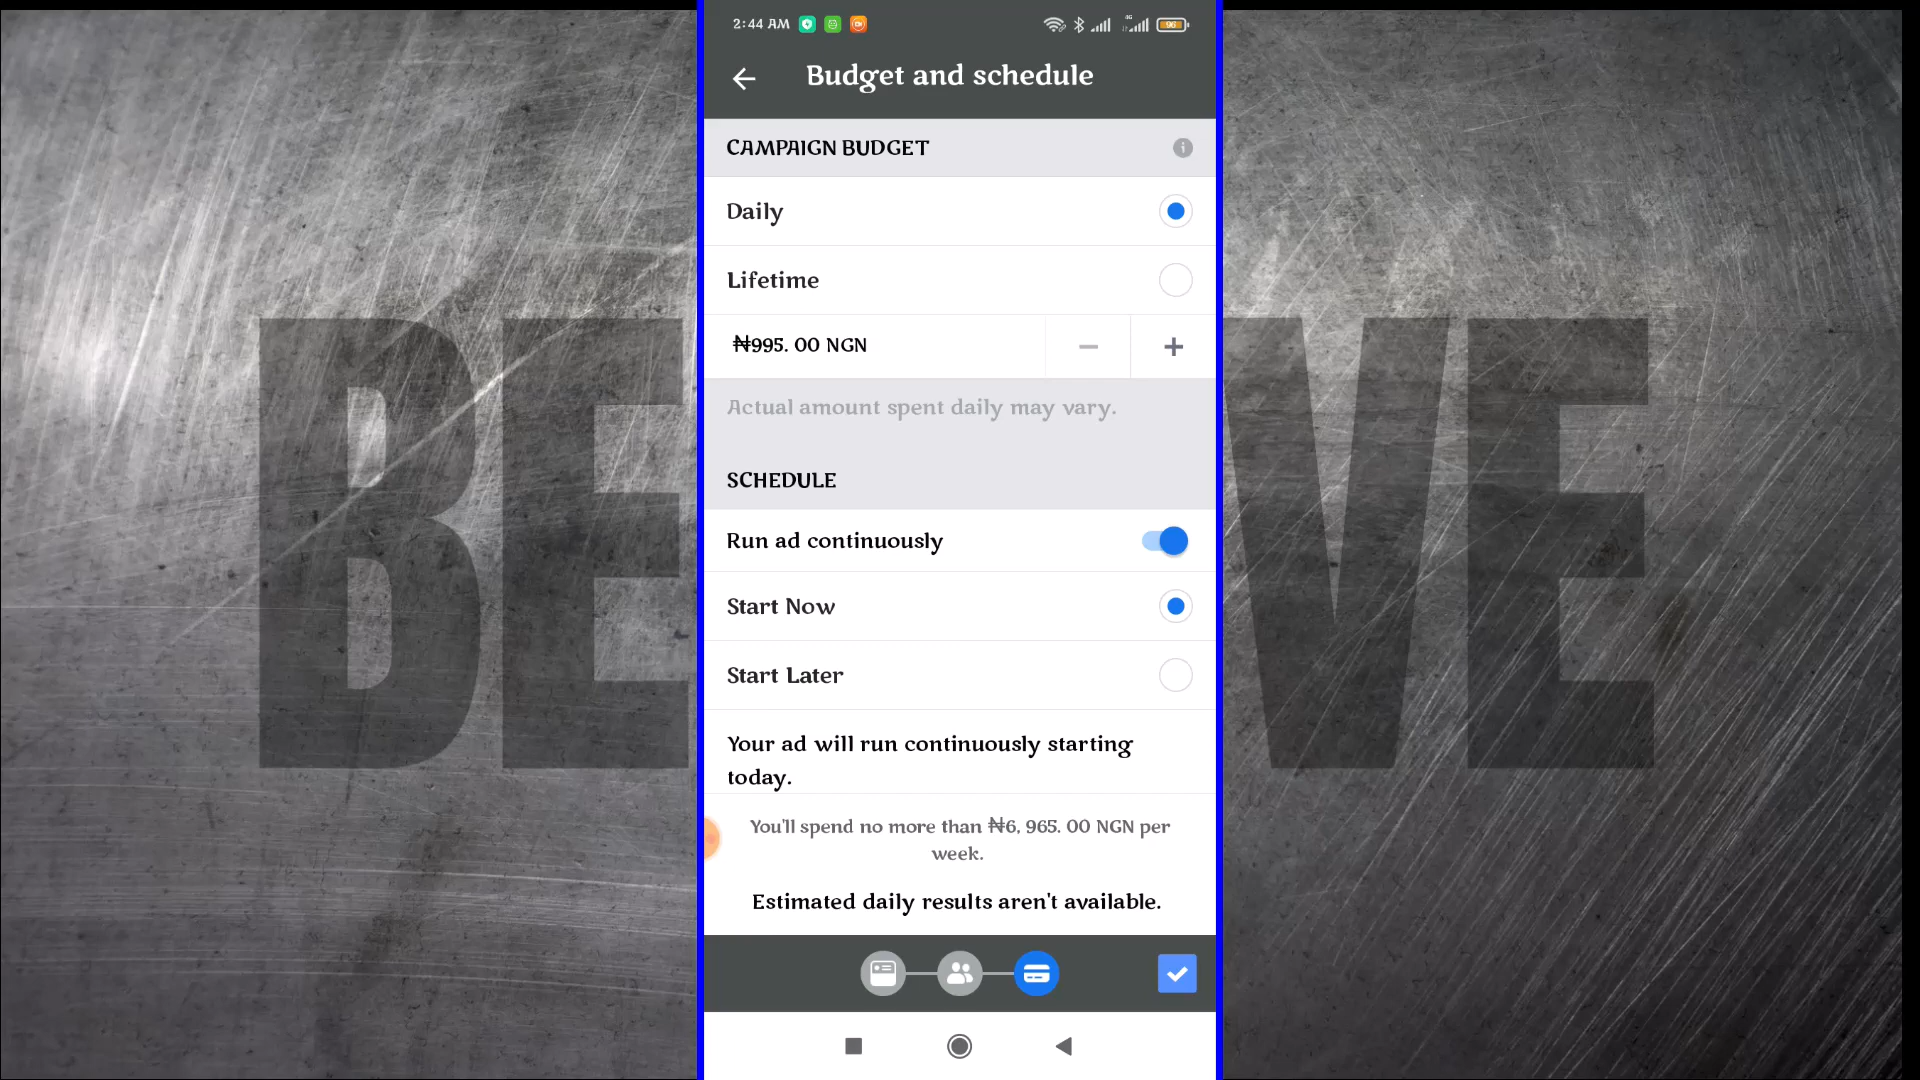 2:44 AM
4G
96
Budget and schedule
CAMPAIGN BUDGET
Daily
Lifetime
₦995. 00 NGN
Actual amount spent daily may vary.
SCHEDULE
Run ad continuously
Start Now
Start Later
Your ad will run continuously starting
today.
You'll spend no more than ₦6, 965. 00 NGN per
week.
Estimated daily results aren't available.
BE VE